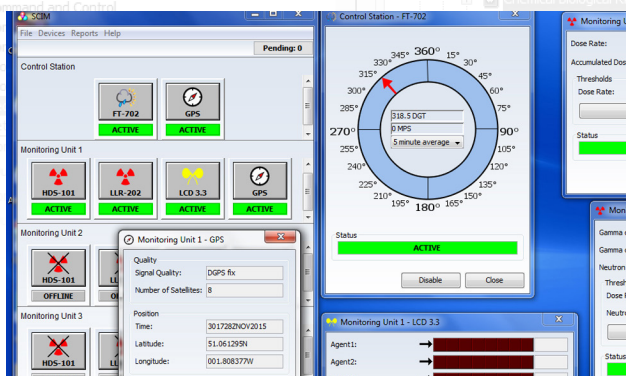 SCIM
File Devices Reports Help
Pending: 0
Control Station
FT-702
ACTIVE
GPS
ACTIVE
Monitoring Unit 1
HDS-101
ACTIVE
LLR-202
ACTIVE
LCD 3.3
ACTIVE
GPS
ACTIVE
Monitoring Unit 2
HDS-101
OFFLINE
Monitoring Unit 3
HDS-101
Monitoring Unit 1 - GPS
Quality
Signal Quality: DGPS fix
Number of Satellites: 8
Position
Time: 301728ZNOV2015
Latitude: 51.061295N
Longitude: 001.808377W
Control Station - FT-702
360° 15° 30° 45° 60° 75° 90° 105° 120° 135° 150° 165° 180° 195° 210° 225° 240° 255° 270° 285° 300° 315° 330° 345°
318.5 DGT
0 MPS
5 minute average
Status
ACTIVE
Disable Close
Monitoring Unit 1 - LCD 3.3
Agent1:
Agent2:
Monitoring
Dose Rate:
Accumulated Dos
Thresholds
Dose Rate:
Status
Mon
Gamma
Gamma
Neutron
Thresh
Dose
Neutr
Status